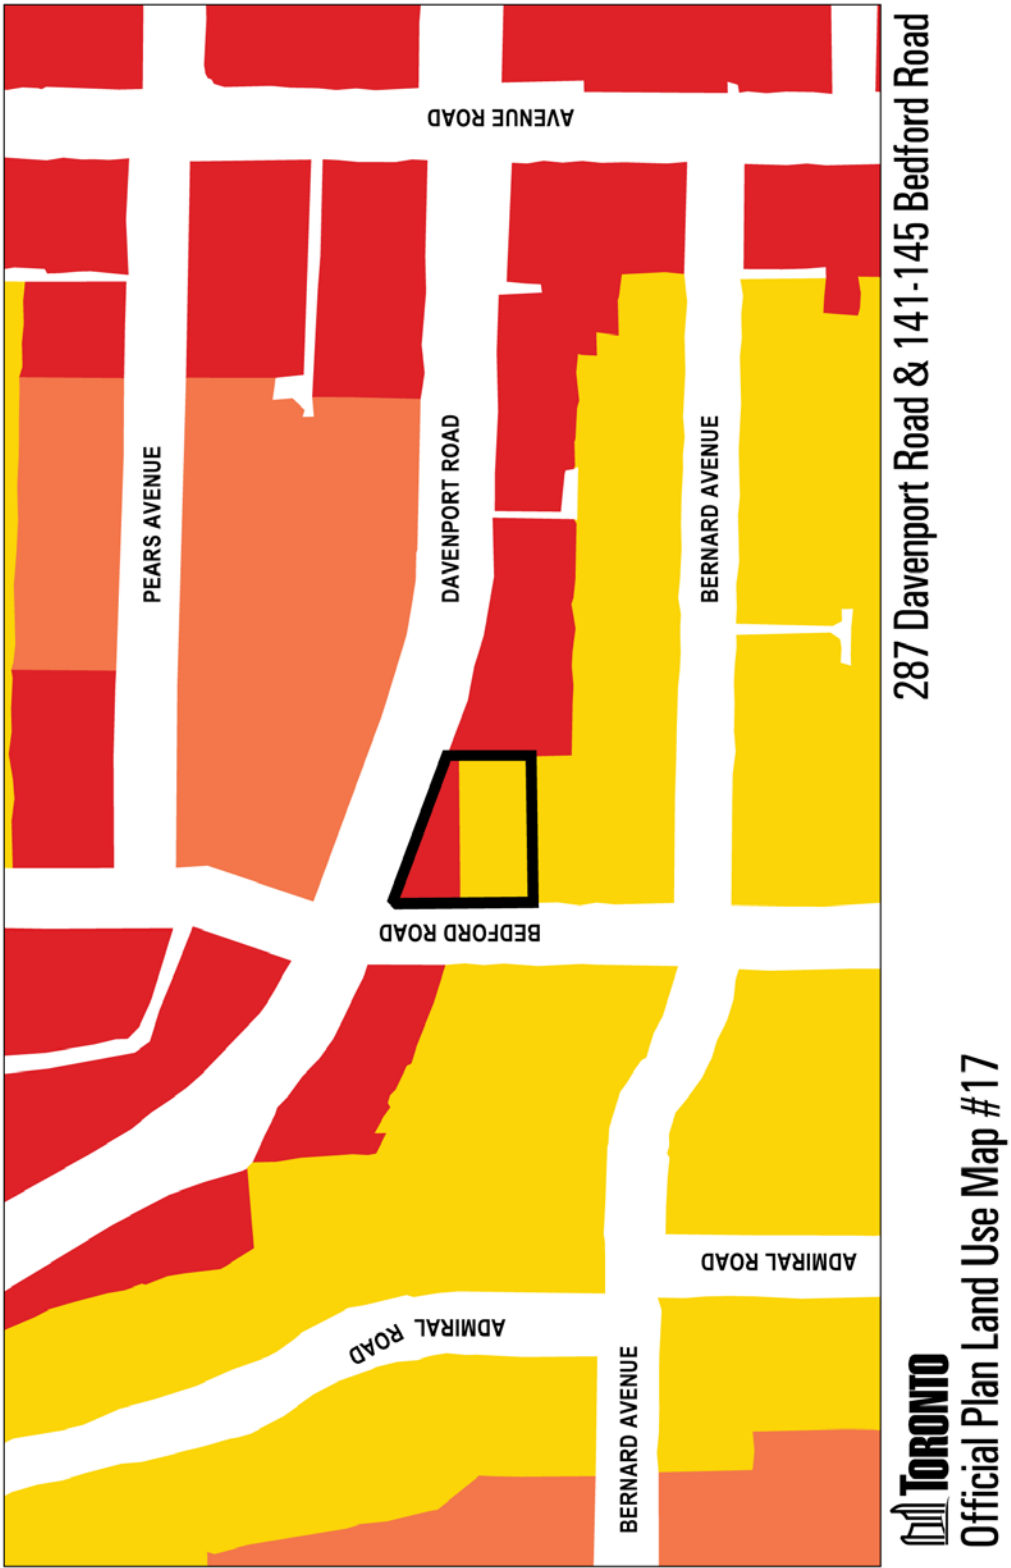 AVENUE ROAD
PEARS AVENUE
DAVENPORT ROAD
BERNARD AVENUE
BEDFORD ROAD
ADMIRAL ROAD
ADMIRAL ROAD
BERNARD AVENUE
TORONTO
Official Plan Land Use Map #17
287 Davenport Road & 141-145 Bedford Road